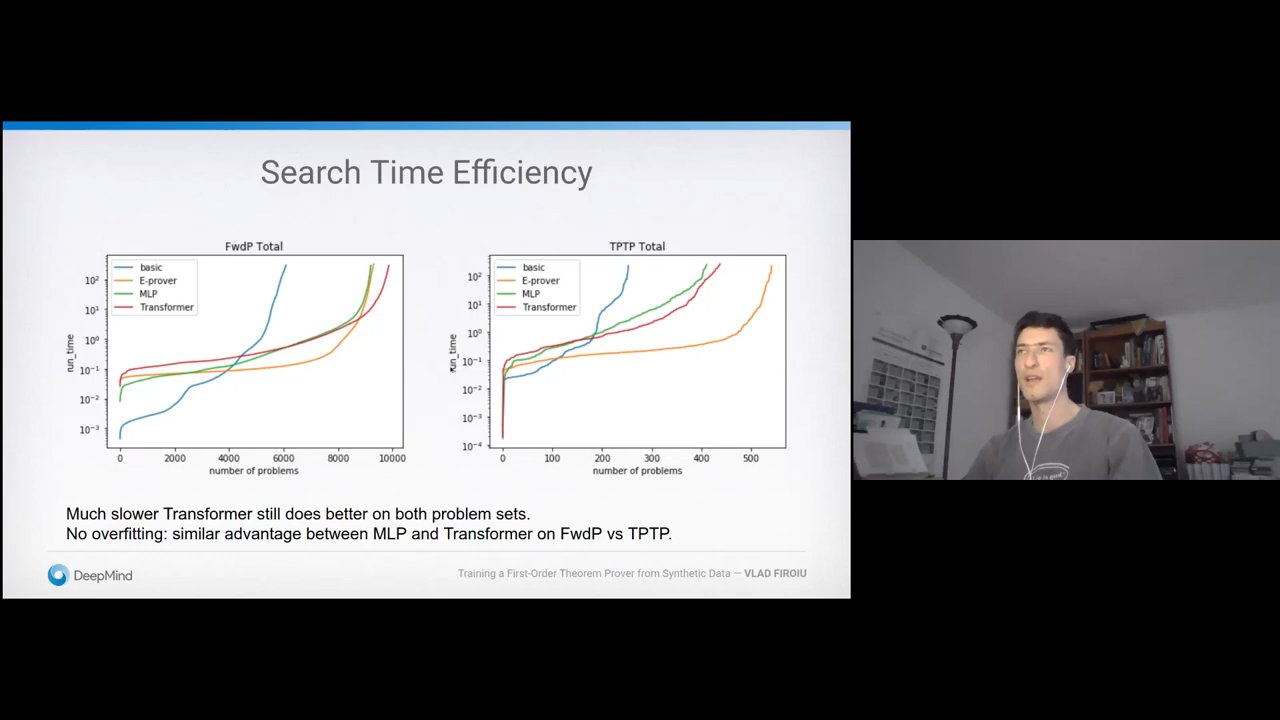 Search Time Efficiency
FwdP Total
basic
E-prover
MLP
Transformer
10²
10¹
10⁰
10⁻¹
10⁻²
10⁻³
run_time
0 2000 4000 6000 8000 10000
number of problems
TPTP Total
basic
E-prover
MLP
Transformer
10²
10¹
10⁰
10⁻¹
10⁻²
10⁻³
10⁻⁴
run_time
0 100 200 300 400 500
number of problems
Much slower Transformer still does better on both problem sets.
No overfitting: similar advantage between MLP and Transformer on FwdP vs TPTP.
DeepMind
Training a First-Order Theorem Prover from Synthetic Data — VLAD FIROIU